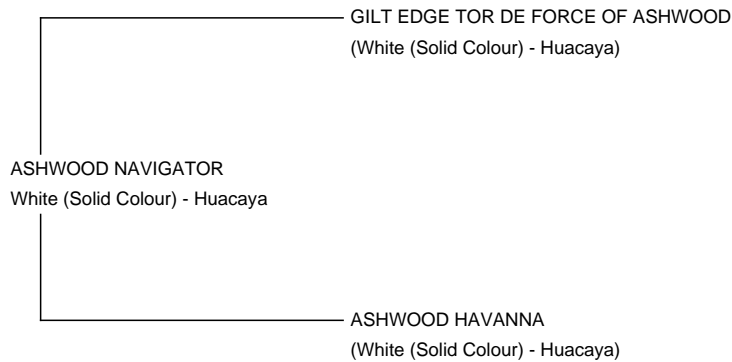 GILT EDGE TOR DE FORCE OF ASHWOOD
(White (Solid Colour) - Huacaya)
ASHWOOD NAVIGATOR
White (Solid Colour) - Huacaya
ASHWOOD HAVANNA
(White (Solid Colour) - Huacaya)